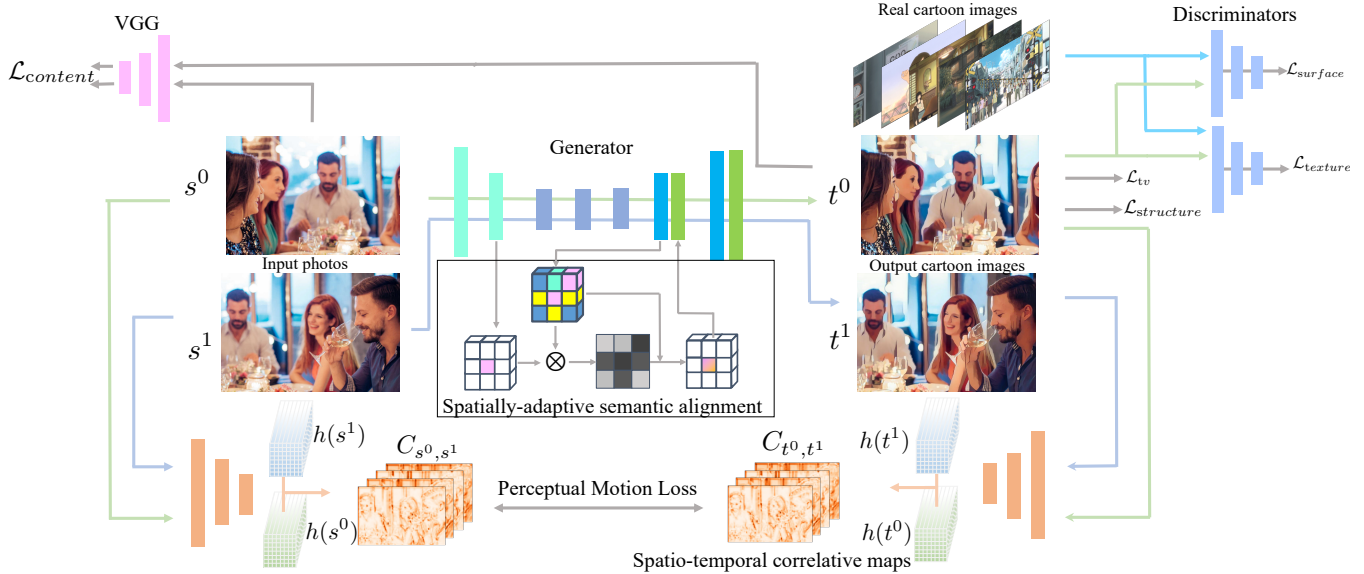 VGG
Real cartoon images
Discriminators
$\mathcal{L}_{content}$
$\mathcal{L}_{surface}$
Generator
$s^0$
$t^0$
$\mathcal{L}_{tv}$
$\mathcal{L}_{texture}$
$\mathcal{L}_{structure}$
Input photos
Output cartoon images
$s^1$
$t^1$
⊗
Spatially-adaptive semantic alignment
$h(s^1)$
$C_{s^0,s^1}$
$C_{t^0,t^1}$
$h(t^1)$
Perceptual Motion Loss
$h(s^0)$
$h(t^0)$
Spatio-temporal correlative maps